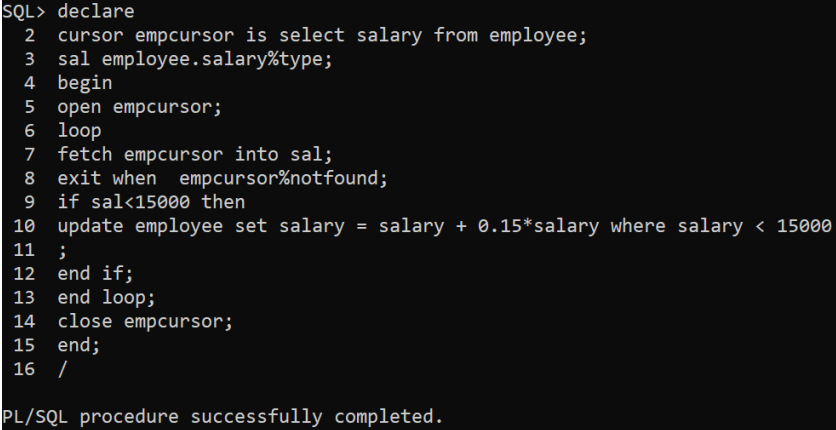 SQL> declare
  2  cursor empcursor is select salary from employee;
  3  sal employee.salary%type;
  4  begin
  5  open empcursor;
  6  loop
  7  fetch empcursor into sal;
  8  exit when  empcursor%notfound;
  9  if sal<15000 then
 10  update employee set salary = salary + 0.15*salary where salary < 15000
 11  ;
 12  end if;
 13  end loop;
 14  close empcursor;
 15  end;
 16  /
PL/SQL procedure successfully completed.